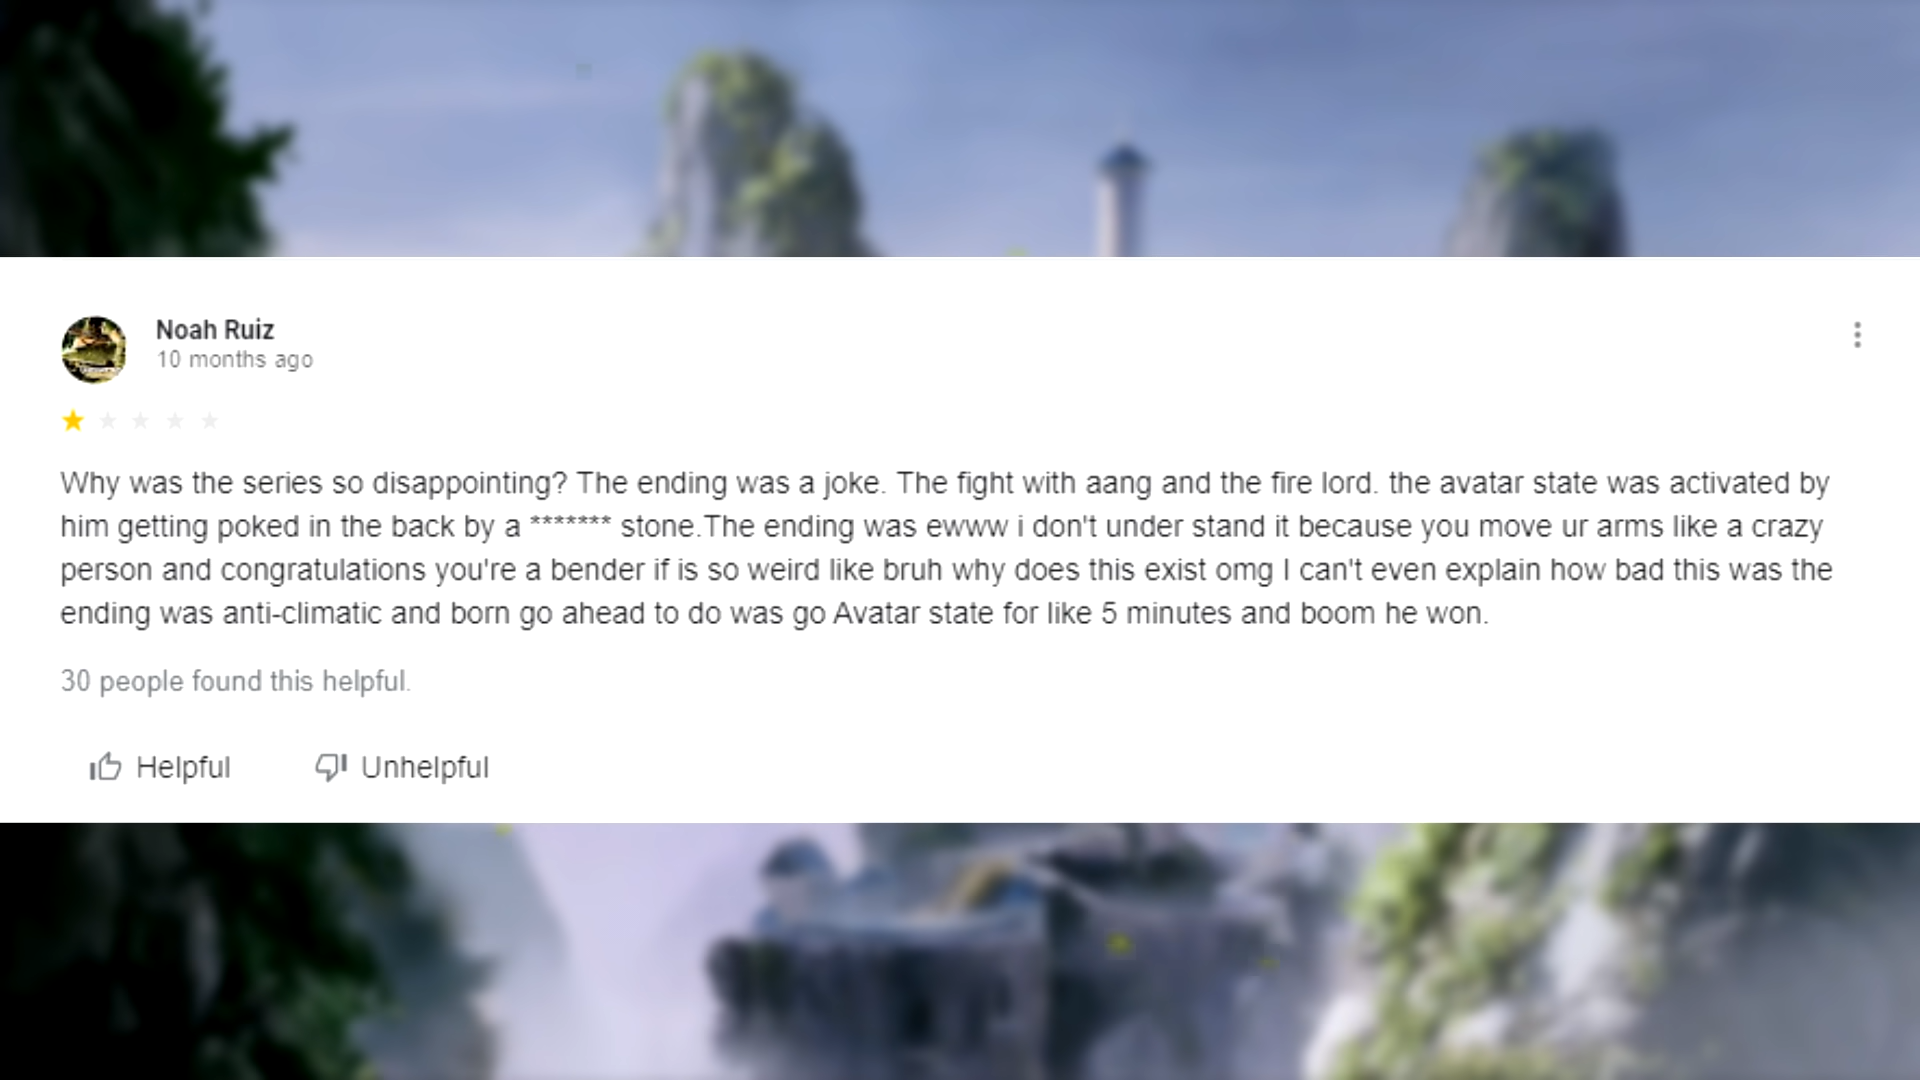 Noah Ruiz
10 months ago
Why was the series so disappointing? The ending was a joke. The fight with aang and the fire lord. the avatar state was activated by
him getting poked in the back by a ******* stone.The ending was ewww i don't under stand it because you move ur arms like a crazy
person and congratulations you're a bender if is so weird like bruh why does this exist omg I can't even explain how bad this was the
ending was anti-climatic and born go ahead to do was go Avatar state for like 5 minutes and boom he won.
30 people found this helpful.
Helpful Unhelpful